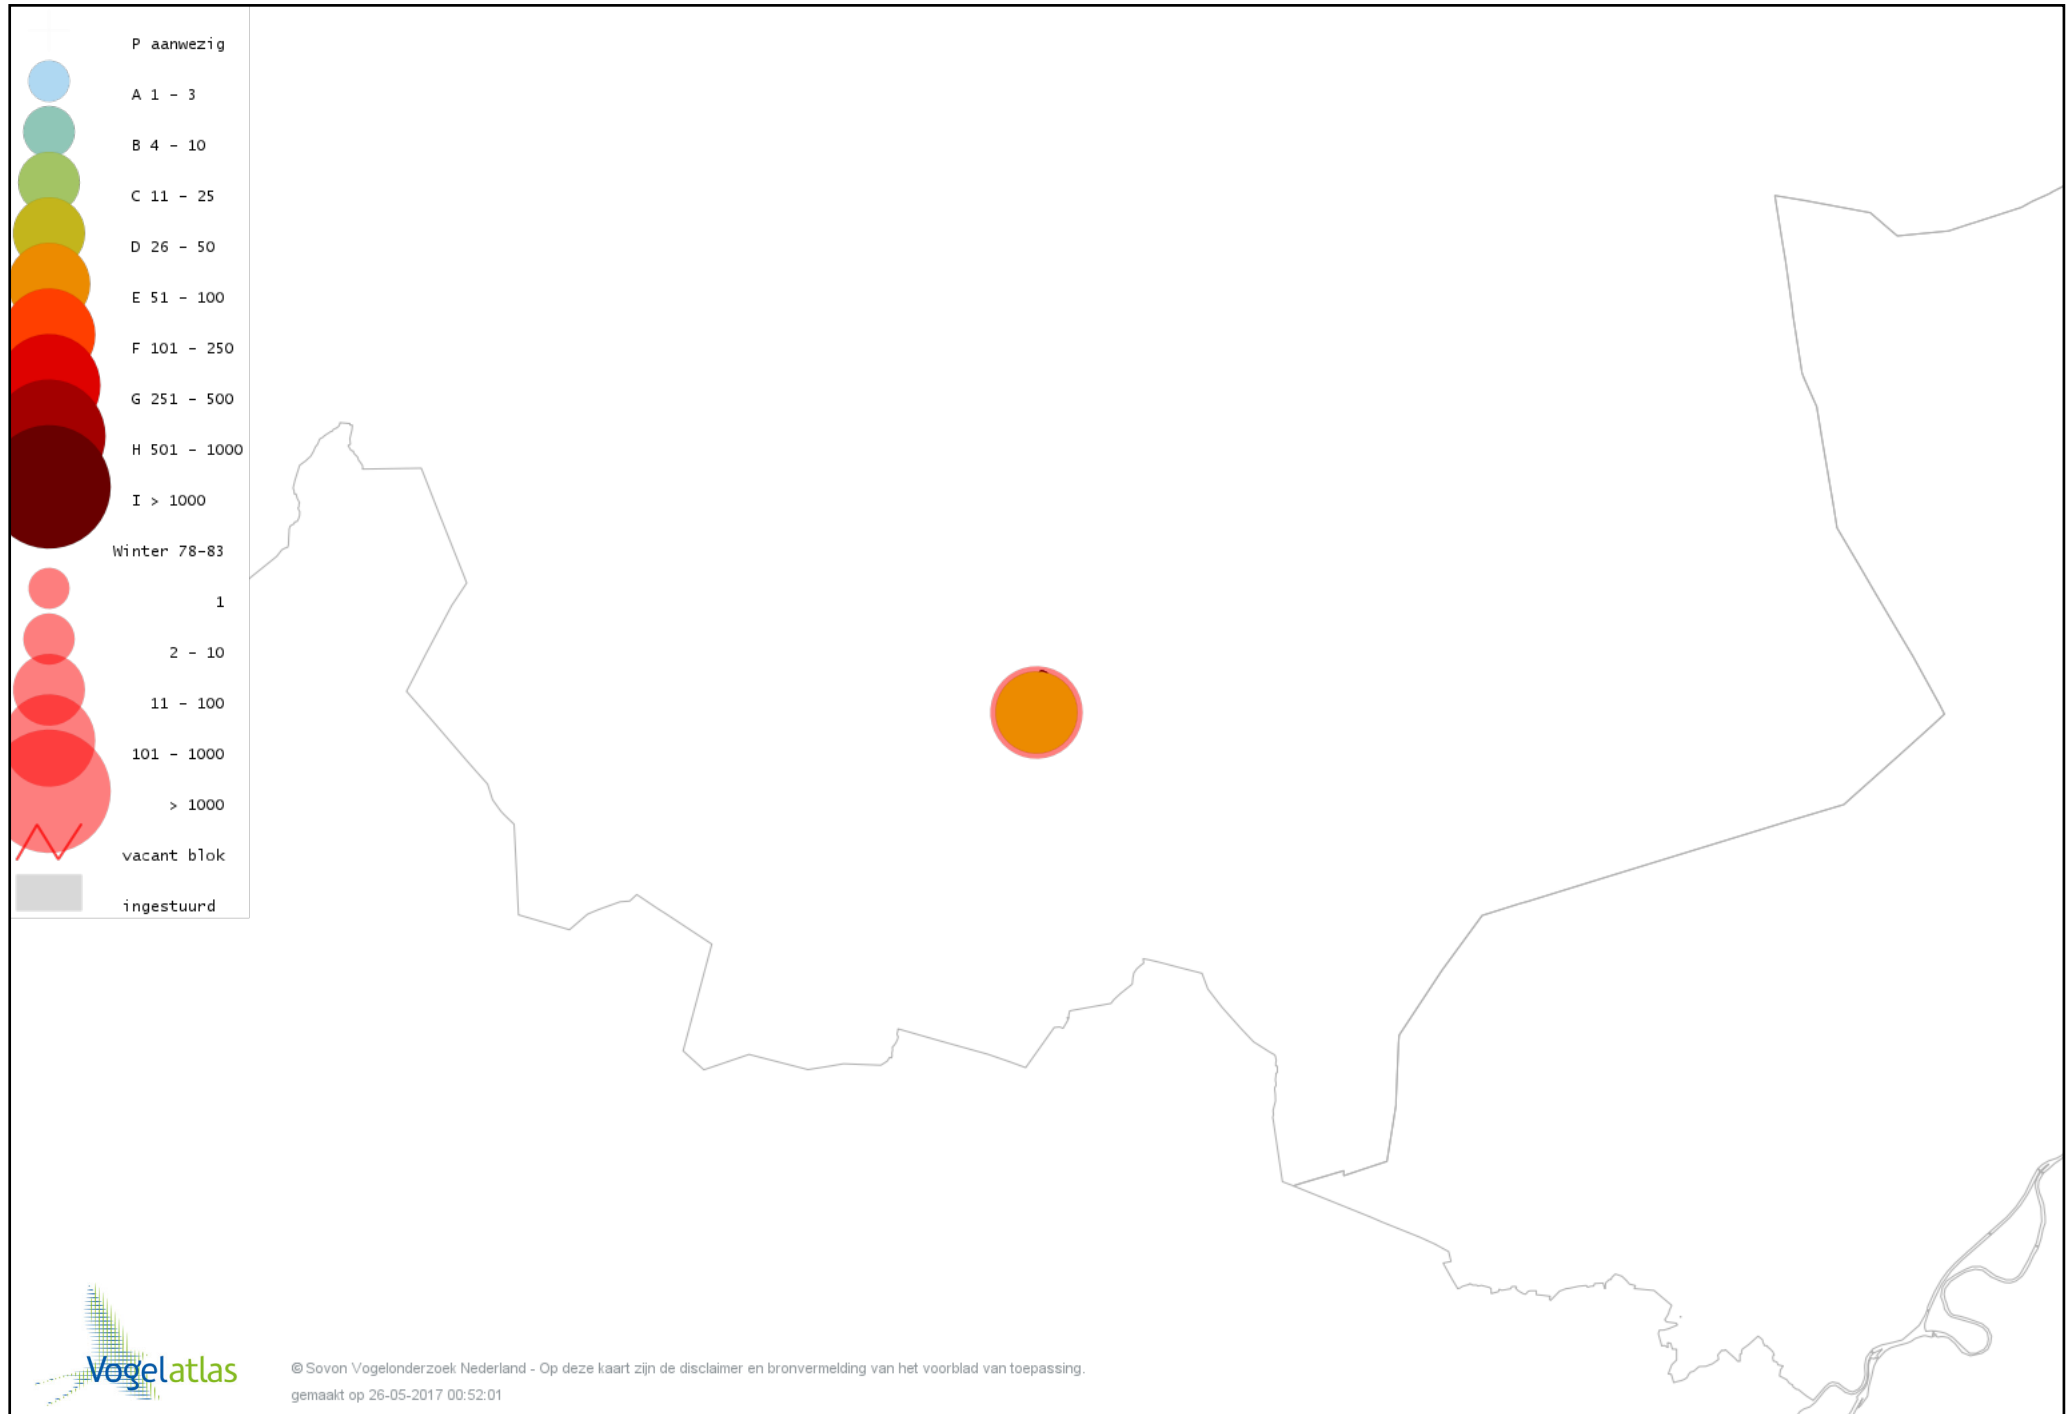 P aanwezig
A 1 - 3
B 4 - 10
C 11 - 25
D 26 - 50
E 51 - 100
F 101 - 250
G 251 - 500
H 501 - 1000
I > 1000
Winter 78-83
1
2 - 10
11 - 100
101 - 1000
> 1000
vacant blok
ingestuurd
Vogelatlas
© Sovon Vogelonderzoek Nederland - Op deze kaart zijn de disclaimer en bronvermelding van het voorblad van toepassing.
gemaakt op 26-05-2017 00:52:01